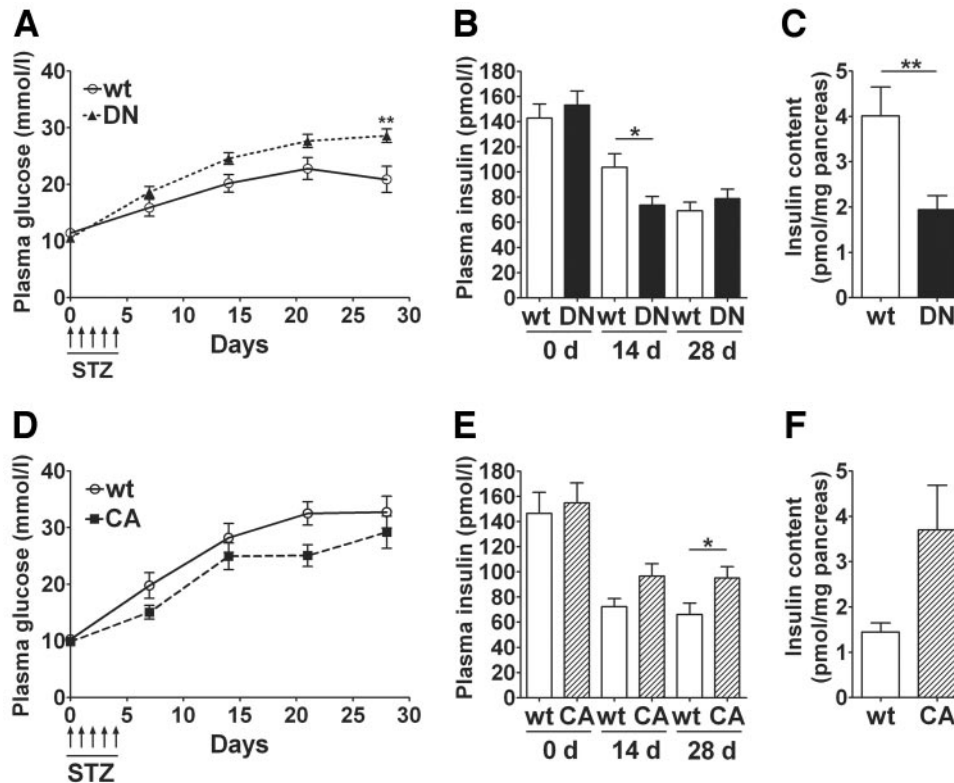 A
Plasma glucose (mmol/l)
40
30
20
10
0
wt
DN
**
0 5 10 15 20 25 30
Days
STZ
B
Plasma insulin (pmol/l)
180
160
140
120
100
80
60
40
20
0
*
wt DN wt DN wt DN
0 d 14 d 28 d
C
Insulin content
(pmol/mg pancreas)
5
4
3
2
1
0
**
wt DN
D
Plasma glucose (mmol/l)
40
30
20
10
0
wt
CA
0 5 10 15 20 25 30
Days
STZ
E
Plasma insulin (pmol/l)
180
160
140
120
100
80
60
40
20
0
*
wt CA wt CA wt CA
0 d 14 d 28 d
F
Insulin content
(pmol/mg pancreas)
5
4
3
2
1
0
wt CA